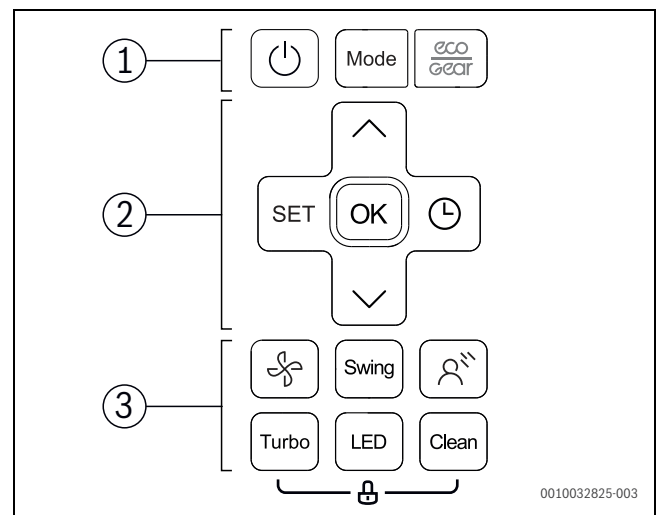 1
Mode
eco
Gear
2
SET
OK
3
Swing
Turbo
LED
Clean
0010032825-003